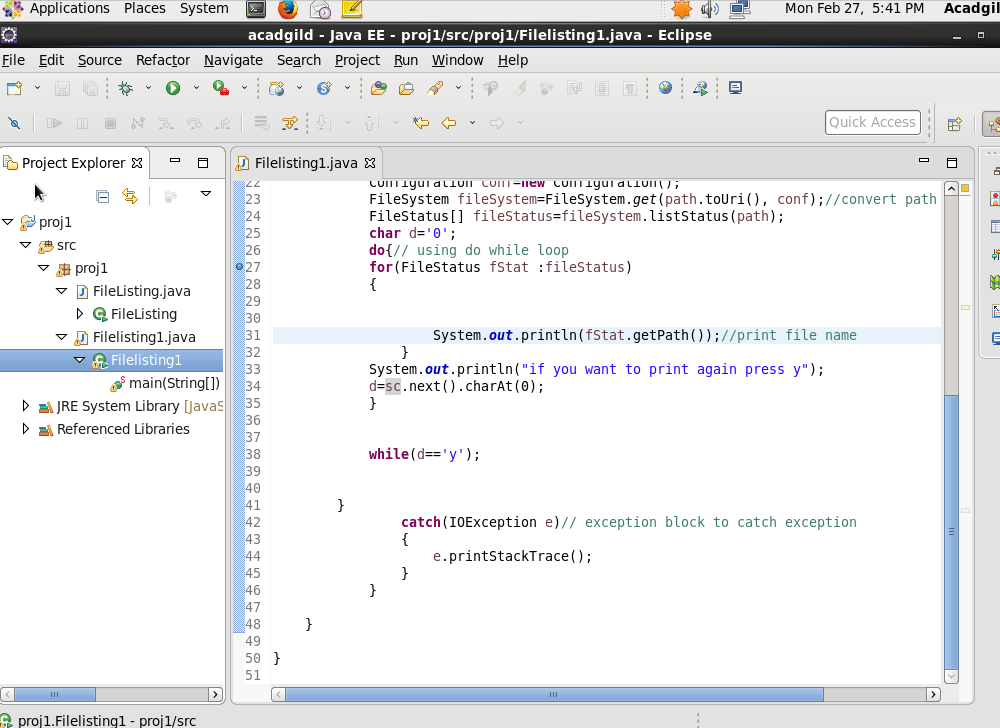 Applications Places System Mon Feb 27, 5:41 PM Acadgil
acadgild - Java EE - proj1/src/proj1/Filelisting1.java - Eclipse
File Edit Source Refactor Navigate Search Project Run Window Help
Quick Access
Project Explorer
proj1
src
proj1
FileListing.java
FileListing
Filelisting1.java
Filelisting1
main(String[])
JRE System Library [JavaS
Referenced Libraries
Filelisting1.java
22 Configuration conf=new Configuration();
23 FileSystem fileSystem=FileSystem.get(path.toUri(), conf);//convert path
24 FileStatus[] fileStatus=fileSystem.listStatus(path);
25 char d='0';
26 do{// using do while loop
27 for(FileStatus fStat :fileStatus)
28 {
29
30
31 System.out.println(fStat.getPath());//print file name
32 }
33 System.out.println("if you want to print again press y");
34 d=sc.next().charAt(0);
35 }
36
37
38 while(d=='y');
39
40
41 }
42 catch(IOException e)// exception block to catch exception
43 {
44 e.printStackTrace();
45 }
46 }
47
48 }
49
50 }
51
proj1.Filelisting1 - proj1/src